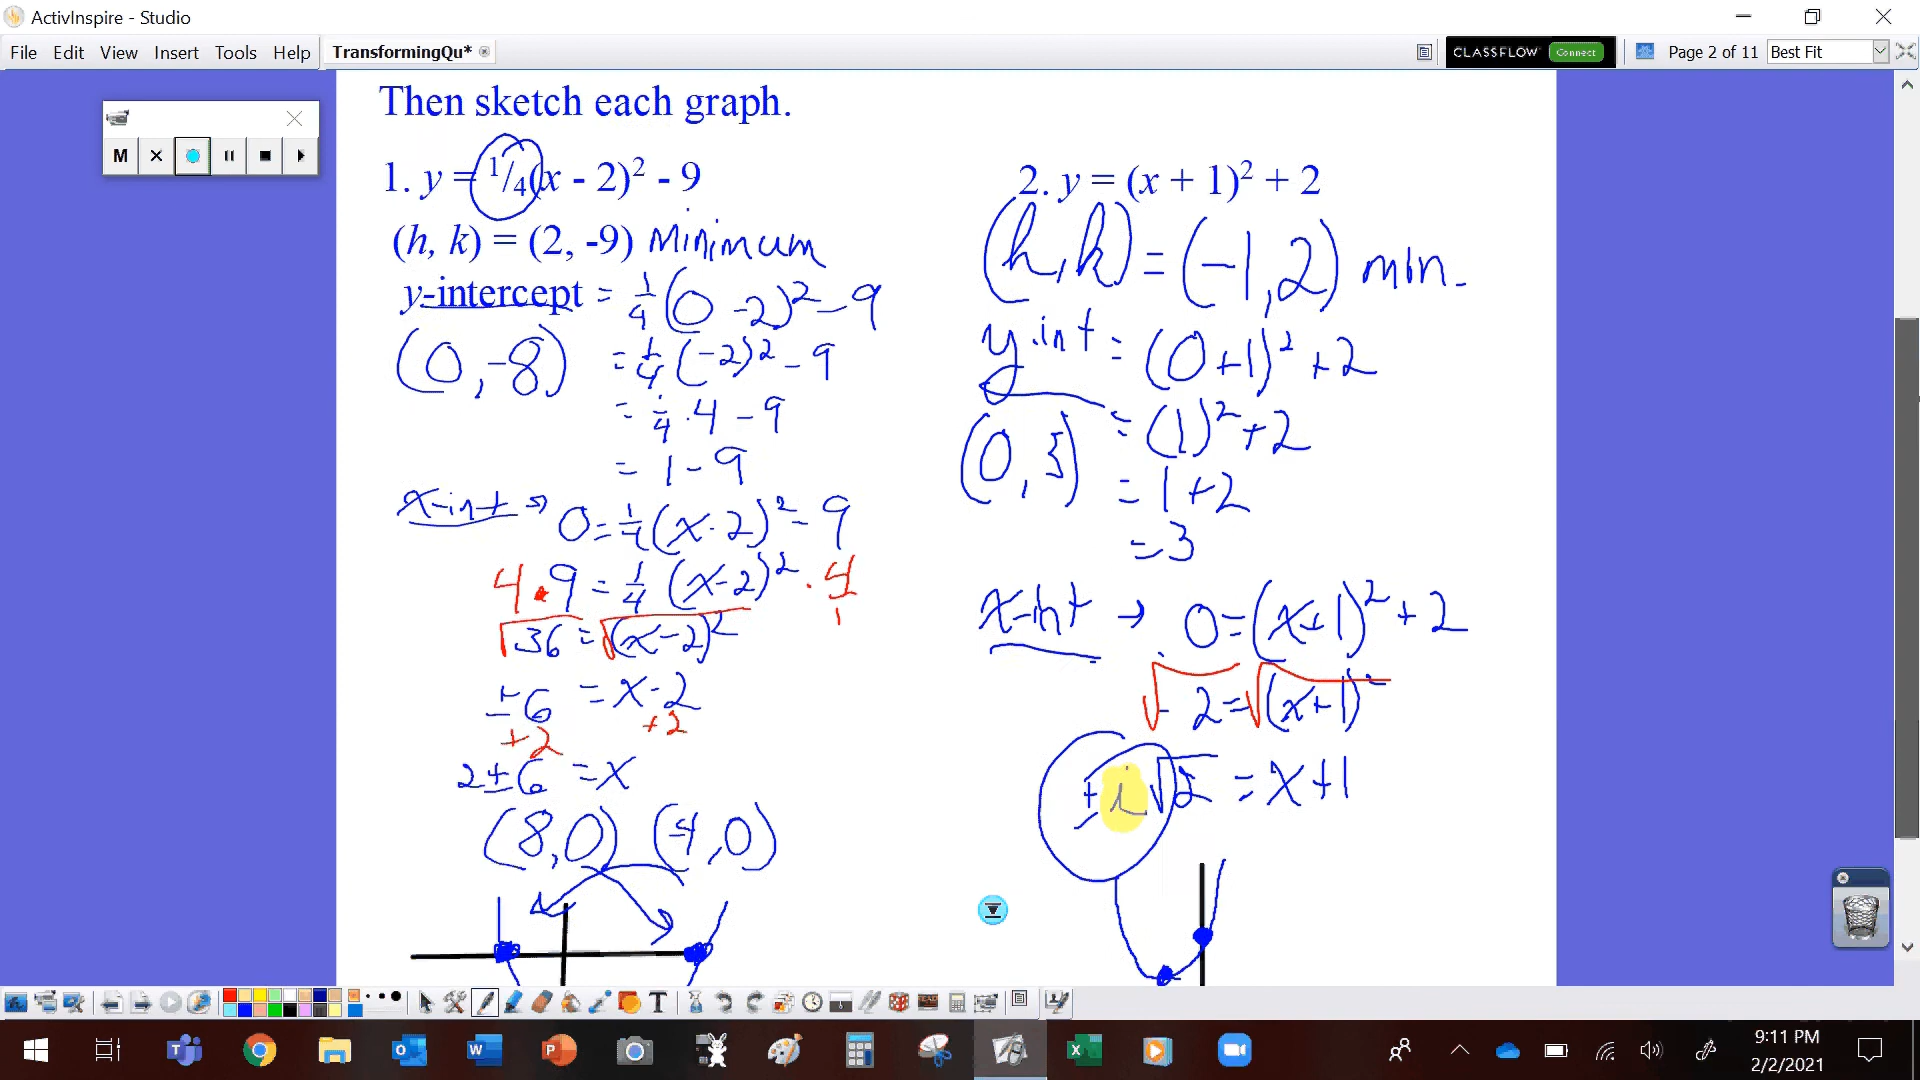 ActivInspire - Studio
File Edit View Insert Tools Help TransformingQu*
CLASSFLOW Connect Page 2 of 11 Best Fit
M
Then sketch each graph.
1. y = 1/4(x - 2)² - 9
(h, k) = (2, -9) Minimum
y-intercept = 1/4 (0 - 2)² - 9
(0, -8) = 1/4 (-2)² - 9
= 1/4 · 4 - 9
= 1 - 9
x-int → 0 = 1/4 (x - 2)² - 9
4 · 9 = 1/4 (x - 2)² · 4/1
√36 = √(x - 2)²
± 6 = x - 2
+2 +2
2 ± 6 = x
(8, 0) (-4, 0)
2. y = (x + 1)² + 2
(h, k) = (-1, 2) min.
y-int = (0 + 1)² + 2
= (1)² + 2
(0, 3)
= 1 + 2
= 3
x-int → 0 = (x + 1)² + 2
√-2 = √(x + 1)²
± i √2 = x + 1
T
9:11 PM
2/2/2021